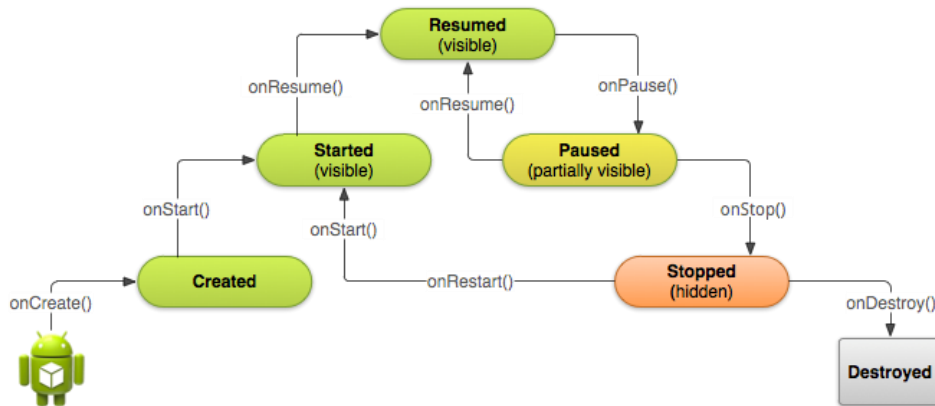 Resumed
(visible)
onResume()
onResume()
onPause()
Started
(visible)
Paused
(partially visible)
onStart()
onStart()
onStop()
Created
onRestart()
Stopped
(hidden)
onCreate()
onDestroy()
Destroyed